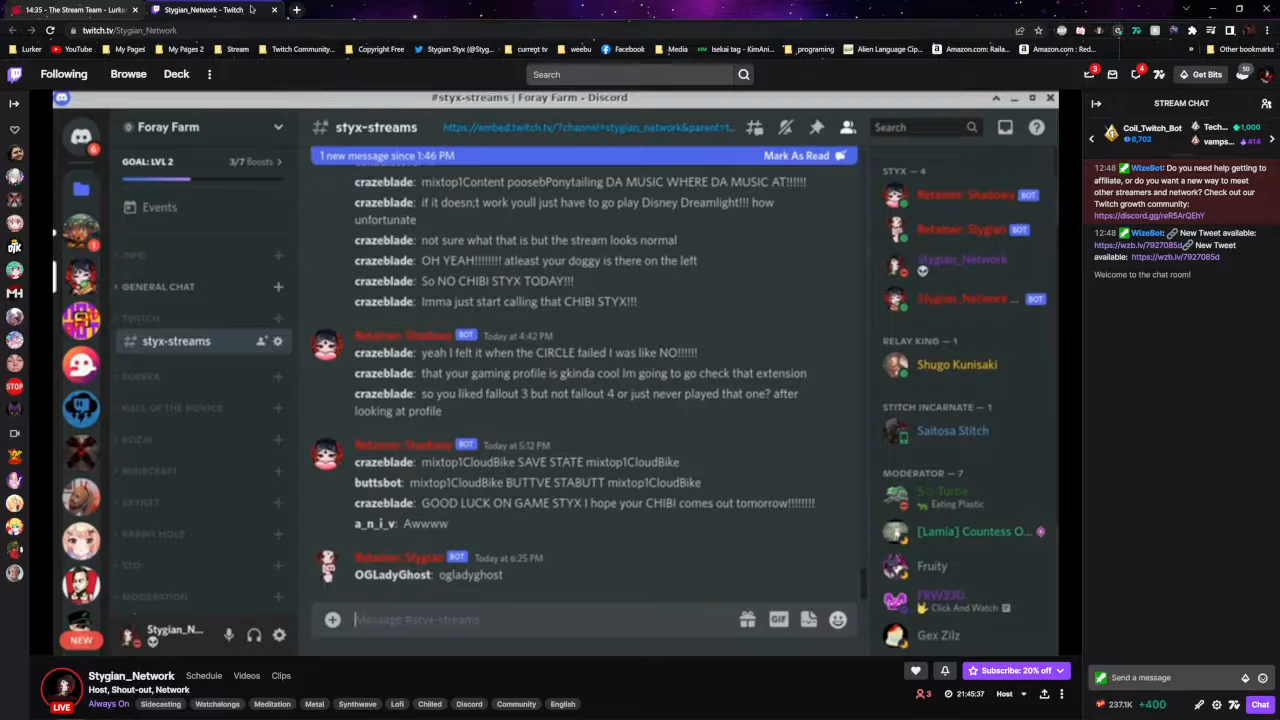 14:35 - The Stream Team - Lurke
Stygian_Network - Twitch
twitch.tv/Stygian_Network
Lurker YouTube My Pages My Pages 2 Stream Twitch Community... Copyright Free Stygian Styx (@Styg... currept tv weebu Facebook Media Isekai tag - KimAni... programing Alien Language Cip... Amazon.com: Raila... Amazon.com: (Red... Other bookmarks
Following Browse Deck Search Get Bits
3 4 50
#styx-streams | Foray Farm - Discord
Foray Farm
styx-streams
https://embed.twitch.tv/?channel=stygian_network&parent=t...
Search
1 new message since 1:46 PM Mark As Read
GOAL: LVL 2 3/7 Boosts
Events
INFO
GENERAL CHAT
TWITCH
styx-streams
EUREKA
HALL OF THE NOVICE
BOZJA
MINECRAFT
RABBIT HOLE
MODERATION
NEW
Stygian_N...
crazeblade: mixtop1Content poosebPonytailing DA MUSIC WHERE DA MUSIC AT!!!!!!
crazeblade: if it doesn;t work youll just have to go play Disney Dreamlight!!! how
unfortunate
crazeblade: not sure what that is but the stream looks normal
crazeblade: OH YEAH!!!!!!!! atleast your doggy is there on the left
crazeblade: So NO CHIBI STYX TODAY!!!
crazeblade: Imma just start calling that CHIBI STYX!!!
Retainer: Shadowy BOT Today at 4:42 PM
crazeblade: yeah I felt it when the CIRCLE failed I was like NO!!!!!!
crazeblade: that your gaming profile is gkinda cool Im going to go check that extension
crazeblade: so you liked fallout 3 but not fallout 4 or just never played that one? after
looking at profile
Retainer: Shadowy BOT Today at 5:12 PM
crazeblade: mixtop1CloudBike SAVE STATE mixtop1CloudBike
buttsbot: mixtop1CloudBike BUTTVE STABUTT mixtop1CloudBike
crazeblade: GOOD LUCK ON GAME STYX I hope your CHIBI comes out tomorrow!!!!!!!!
a_n_i_v: Awwww
Retainer: Stygian BOT Today at 6:25 PM
OGLadyGhost: ogladyghost
Message #styx-streams
GIF
STYX — 4
Retainer: Shadowy BOT
Retainer: Stygian BOT
Stygian_Network
Stygian_Network ... BOT
RELAY KING — 1
Shugo Kunisaki
STITCH INCARNATE — 1
Saitosa Stitch
MODERATOR — 7
Eating Plastic
[Lamia] Countess O...
Fruity
Click And Watch
Gex Zilz
STREAM CHAT
Coil_Twitch_Bot
8,702
Tech... 1,000
vamps... 414
12:48 WizeBot: Do you need help getting to
affiliate, or do you want a new way to meet
other streamers and network? Check out our
Twitch growth community:
https://discord.gg/reR5ArQEhY
12:48 WizeBot: New Tweet available:
https://wzb.lv/7927085d New Tweet
available: https://wzb.lv/7927085d
Welcome to the chat room!
Send a message
237.1K +400 Chat
STOP
Stygian_Network Schedule Videos Clips
Host, Shout-out, Network
Always On Sidecasting Watchalongs Meditation Metal Synthwave Lofi Chilled Discord Community English
LIVE
Subscribe: 20% off
3 21:45:37 Host